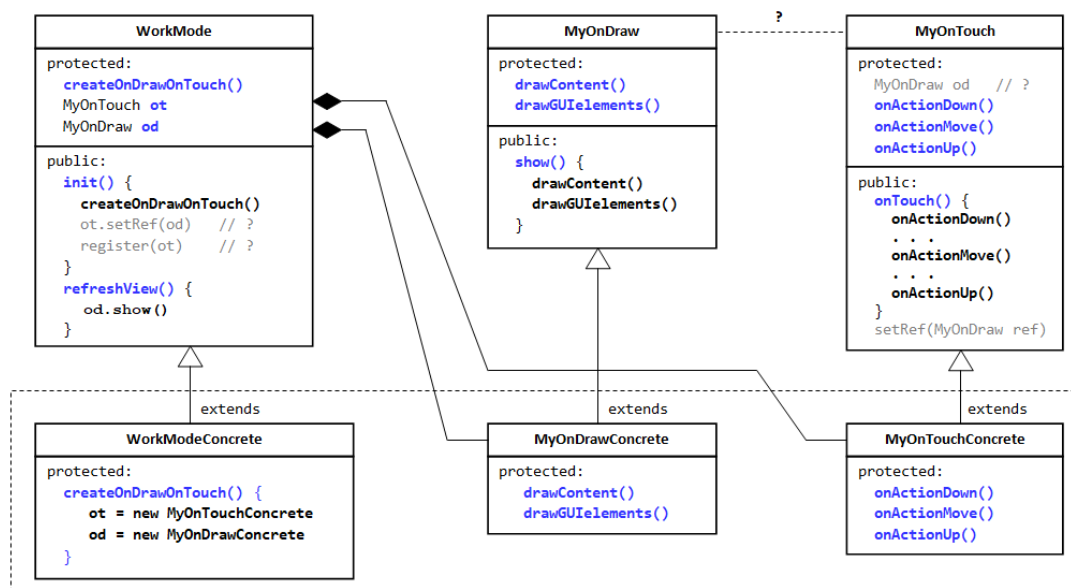 WorkMode
protected:
createOnDrawOnTouch()
MyOnTouch ot
MyOnDraw od
public:
init() {
createOnDrawOnTouch()
ot.setRef(od)   // ?
register(ot)    // ?
}
refreshView() {
od.show()
}
MyOnDraw
protected:
drawContent()
drawGUIelements()
public:
show() {
drawContent()
drawGUIelements()
}
?
MyOnTouch
protected:
MyOnDraw od   // ?
onActionDown()
onActionMove()
onActionUp()
public:
onTouch() {
onActionDown()
. . .
onActionMove()
. . .
onActionUp()
}
setRef(MyOnDraw ref)
extends
extends
extends
WorkModeConcrete
protected:
createOnDrawOnTouch() {
ot = new MyOnTouchConcrete
od = new MyOnDrawConcrete
}
MyOnDrawConcrete
protected:
drawContent()
drawGUIelements()
MyOnTouchConcrete
protected:
onActionDown()
onActionMove()
onActionUp()